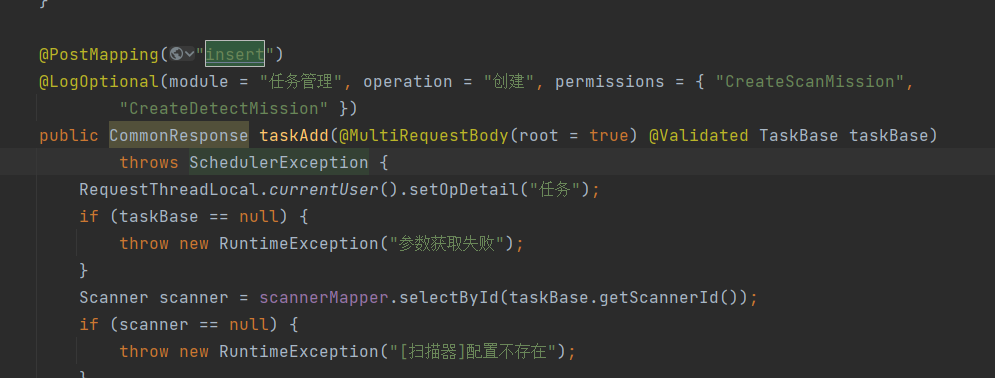 }
@PostMapping("insert")
@LogOptional(module = "任务管理", operation = "创建", permissions = { "CreateScanMission",
"CreateDetectMission" })
public CommonResponse taskAdd(@MultiRequestBody(root = true) @Validated TaskBase taskBase)
throws SchedulerException {
RequestThreadLocal.currentUser().setOpDetail("任务");
if (taskBase == null) {
throw new RuntimeException("参数获取失败");
}
Scanner scanner = scannerMapper.selectById(taskBase.getScannerId());
if (scanner == null) {
throw new RuntimeException("[扫描器]配置不存在");
}